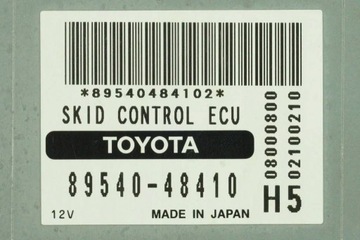 *89540484102*
SKID CONTROL ECU
TOYOTA
89540-48410
H5
12V
MADE IN JAPAN
08000800
02100210